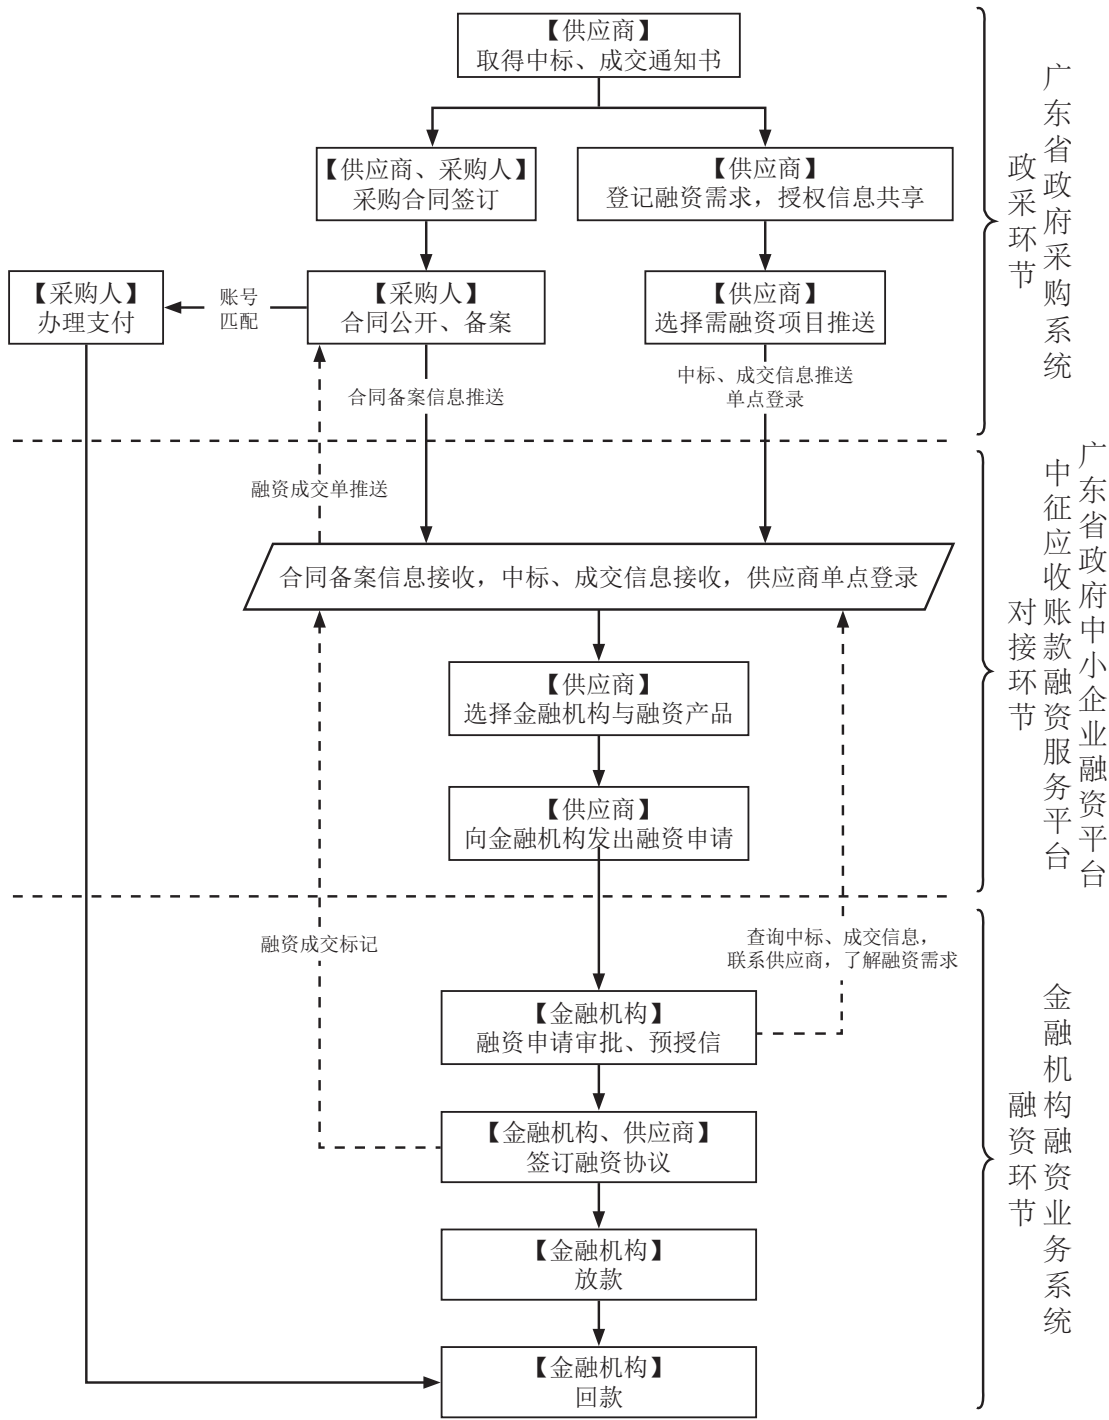 【供应商】
取得中标、成交通知书
【供应商、采购人】
采购合同签订
【供应商】
登记融资需求，授权信息共享
【采购人】
办理支付
账号
匹配
【采购人】
合同公开、备案
【供应商】
选择需融资项目推送
合同备案信息推送
中标、成交信息推送
单点登录
广东省政府采购系统
政采环节
融资成交单推送
合同备案信息接收，中标、成交信息接收，供应商单点登录
【供应商】
选择金融机构与融资产品
【供应商】
向金融机构发出融资申请
广东省政府中小企业融资平台
中征应收账款融资服务平台
对接环节
融资成交标记
查询中标、成交信息，
联系供应商，了解融资需求
【金融机构】
融资申请审批、预授信
【金融机构、供应商】
签订融资协议
【金融机构】
放款
【金融机构】
回款
金融机构融资业务系统
融资环节